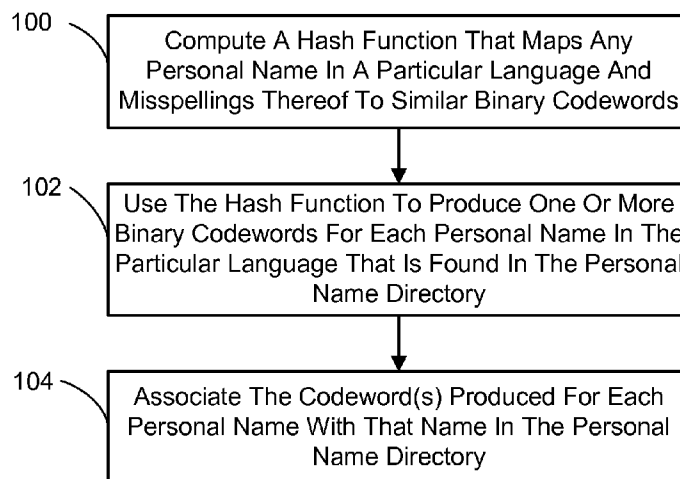 100
Compute A Hash Function That Maps Any
Personal Name In A Particular Language And
Misspellings Thereof To Similar Binary Codewords
102
Use The Hash Function To Produce One Or More
Binary Codewords For Each Personal Name In The
Particular Language That Is Found In The Personal
Name Directory
104
Associate The Codeword(s) Produced For Each
Personal Name With That Name In The Personal
Name Directory